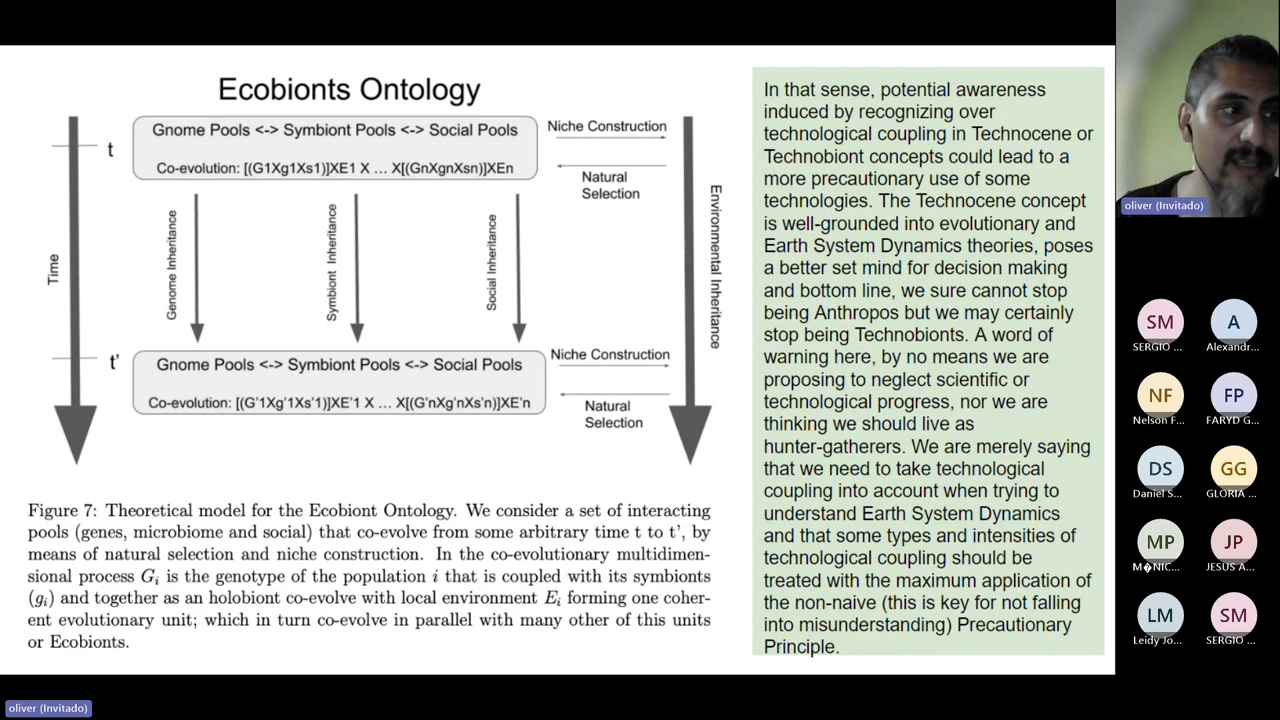 Ecobionts Ontology
Gnome Pools <-> Symbiont Pools <-> Social Pools
Co-evolution: [(G1Xg1Xs1)]XE1 X ... X[(GnXgnXsn)]XEn
t
Niche Construction
Natural
Selection
Time
Genome Inheritance
Symbiont Inheritance
Social Inheritance
Environmental Inheritance
t'
Gnome Pools <-> Symbiont Pools <-> Social Pools
Co-evolution: [(G'1Xg'1Xs'1)]XE'1 X ... X[(G'nXg'nXs'n)]XE'n
Niche Construction
Natural
Selection
Figure 7: Theoretical model for the Ecobiont Ontology. We consider a set of interacting
pools (genes, microbiome and social) that co-evolve from some arbitrary time t to t', by
means of natural selection and niche construction. In the co-evolutionary multidimen-
sional process Gi is the genotype of the population i that is coupled with its symbionts
(gi) and together as an holobiont co-evolve with local environment Ei forming one coher-
ent evolutionary unit; which in turn co-evolve in parallel with many other of this units
or Ecobionts.
In that sense, potential awareness
induced by recognizing over
technological coupling in Technocene or
Technobiont concepts could lead to a
more precautionary use of some
technologies. The Technocene concept
is well-grounded into evolutionary and
Earth System Dynamics theories, poses
a better set mind for decision making
and bottom line, we sure cannot stop
being Anthropos but we may certainly
stop being Technobionts. A word of
warning here, by no means we are
proposing to neglect scientific or
technological progress, nor we are
thinking we should live as
hunter-gatherers. We are merely saying
that we need to take technological
coupling into account when trying to
understand Earth System Dynamics
and that some types and intensities of
technological coupling should be
treated with the maximum application of
the non-naive (this is key for not falling
into misunderstanding) Precautionary
Principle.
oliver (Invitado)
SM
SERGIO ...
A
Alexandr...
NF
Nelson F...
FP
FARYD G...
DS
Daniel S...
GG
GLORIA ...
MP
M�NIC...
JP
JESUS A...
LM
Leidy Jo...
SM
SERGIO ...
oliver (Invitado)